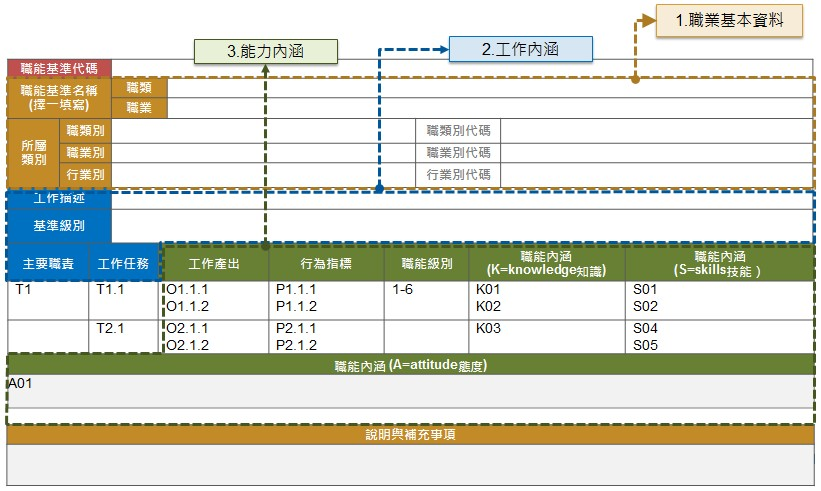 1.職業基本資料
2.工作內涵
3.能力內涵
職能基準代碼
職能基準名稱
(擇一填寫)
職類
職業
所屬
類別
職類別
職類別代碼
職業別
職業別代碼
行業別
行業別代碼
工作描述
基準級別
主要職責
工作任務
工作產出
行為指標
職能級別
職能內涵
(K=knowledge知識)
職能內涵
(S=skills技能 )
T1
T1.1
O1.1.1
O1.1.2
P1.1.1
P1.1.2
1-6
K01
K02
S01
S02
T2.1
O2.1.1
O2.1.2
P2.1.1
P2.1.2
K03
S04
S05
職能內涵 (A=attitude態度)
A01
說明與補充事項